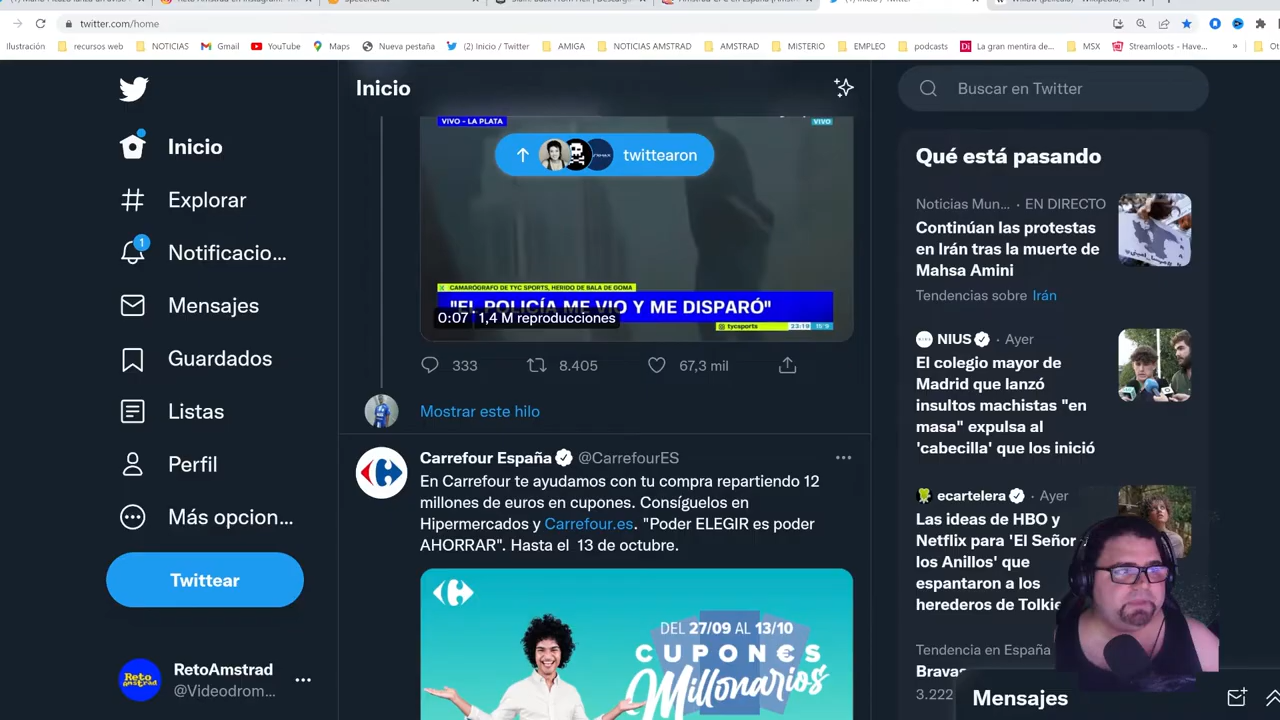 twitter.com/home
Ilustración recursos web NOTICIAS Gmail YouTube Maps Nueva pestaña (2) Inicio / Twitter AMIGA NOTICIAS AMSTRAD AMSTRAD MISTERIO EMPLEO podcasts La gran mentira de... MSX Streamloots - Have... »
Inicio
Buscar en Twitter
VIVO - LA PLATA
VIVO
twittearon
Inicio
Explorar
1
Notificacio...
Mensajes
Guardados
Listas
Perfil
Más opcion...
Twittear
RetoAmstrad
@Videodrom...
Reto
Amstrad
CAMARÓGRAFO DE TYC SPORTS, HERIDO DE BALA DE GOMA
"EL POLICÍA ME VIO Y ME DISPARÓ"
0:07 1,4 M reproducciones
tycsports 23:19 15'9
333 8.405 67,3 mil
Mostrar este hilo
Carrefour España @CarrefourES
En Carrefour te ayudamos con tu compra repartiendo 12
millones de euros en cupones. Consíguelos en
Hipermercados y Carrefour.es. "Poder ELEGIR es poder
AHORRAR". Hasta el 13 de octubre.
DEL 27/09 AL 13/10
CUPON€S
Millonarios
Qué está pasando
Noticias Mun... · EN DIRECTO
Continúan las protestas
en Irán tras la muerte de
Mahsa Amini
Tendencias sobre Irán
NIUS · Ayer
El colegio mayor de
Madrid que lanzó
insultos machistas "en
masa" expulsa al
'cabecilla' que los inició
ecartelera · Ayer
Las ideas de HBO y
Netflix para 'El Señor
los Anillos' que
espantaron a los
herederos de Tolkie
Tendencia en España
Bravas
3.222
Mensajes